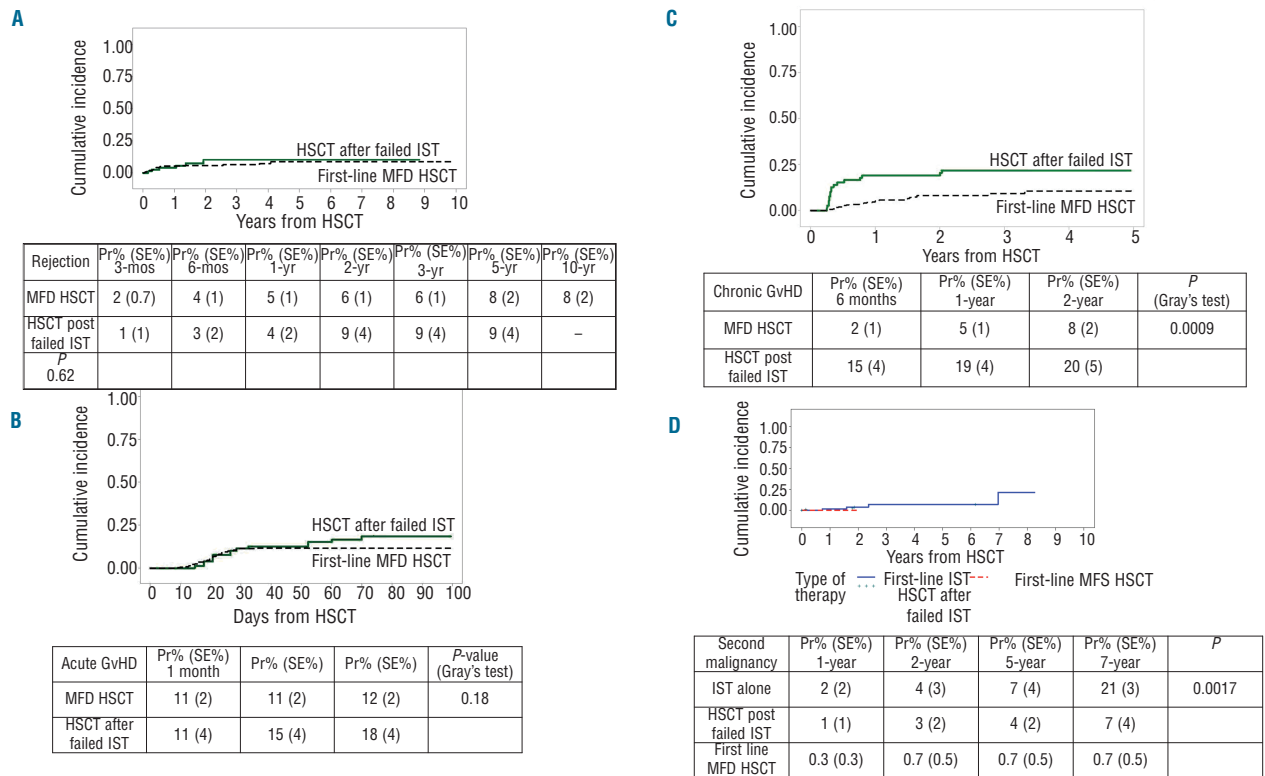 A
Cumulative incidence
1.00
0.75
0.50
0.25
0.00
HSCT after failed IST
First-line MFD HSCT
0 1 2 3 4 5 6 7 8 9 10
Years from HSCT
Rejection Pr% (SE%) 3-mos Pr% (SE%) 6-mos Pr% (SE%) 1-yr Pr% (SE%) 2-yr Pr% (SE%) 3-yr Pr% (SE%) 5-yr Pr% (SE%) 10-yr
MFD HSCT 2 (0.7) 4 (1) 5 (1) 6 (1) 6 (1) 8 (2) 8 (2)
HSCT post failed IST 1 (1) 3 (2) 4 (2) 9 (4) 9 (4) 9 (4) –
P
0.62
B
Cumulative incidence
1.00
0.75
0.50
0.25
0.00
HSCT after failed IST
First-line MFD HSCT
0 10 20 30 40 50 60 70 80 90 100
Days from HSCT
Acute GvHD Pr% (SE%) 1 month Pr% (SE%) Pr% (SE%) P-value (Gray's test)
MFD HSCT 11 (2) 11 (2) 12 (2) 0.18
HSCT after failed IST 11 (4) 15 (4) 18 (4)
C
Cumulative incidence
1.00
0.75
0.50
0.25
0.00
HSCT after failed IST
First-line MFD HSCT
0 1 2 3 4 5
Years from HSCT
Chronic GvHD Pr% (SE%) 6 months Pr% (SE%) 1-year Pr% (SE%) 2-year P (Gray's test)
MFD HSCT 2 (1) 5 (1) 8 (2) 0.0009
HSCT post failed IST 15 (4) 19 (4) 20 (5)
D
Cumulative incidence
1.00
0.75
0.50
0.25
0.00
0 1 2 3 4 5 6 7 8 9 10
Years from HSCT
Type of therapy First-line IST First-line MFS HSCT
HSCT after failed IST
Second malignancy Pr% (SE%) 1-year Pr% (SE%) 2-year Pr% (SE%) 5-year Pr% (SE%) 7-year P
IST alone 2 (2) 4 (3) 7 (4) 21 (3) 0.0017
HSCT post failed IST 1 (1) 3 (2) 4 (2) 7 (4)
First line MFD HSCT 0.3 (0.3) 0.7 (0.5) 0.7 (0.5) 0.7 (0.5)